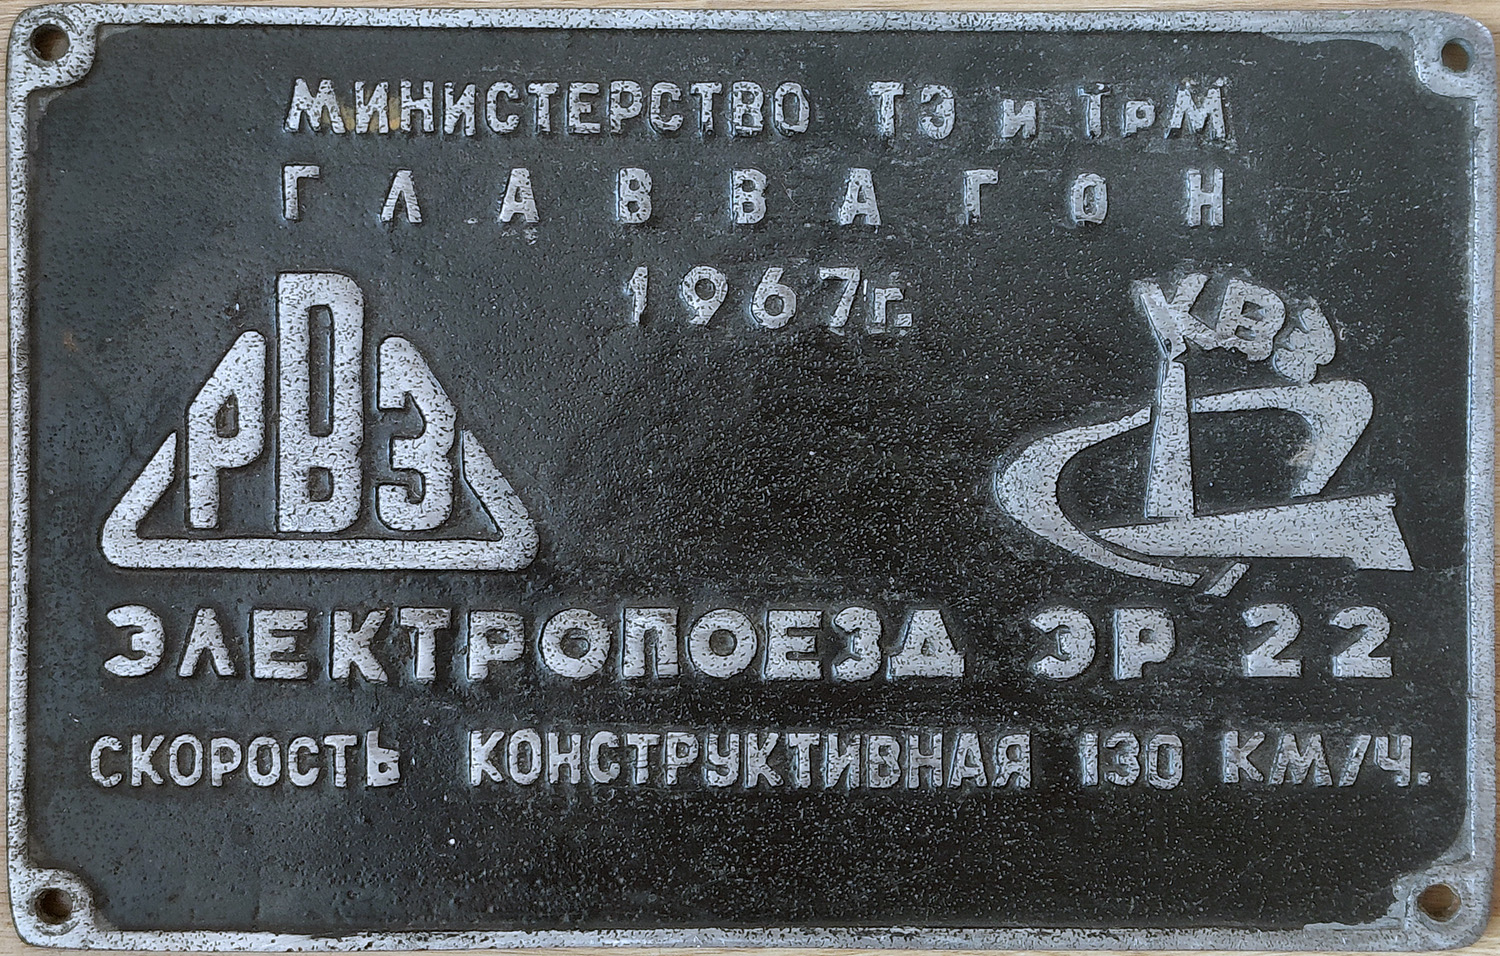 МИНИСТЕРСТВО ТЭ и ТрМ
ГЛАВВАГОН
1967г.
РВЗ
КВЗ
ЭЛЕКТРОПОЕЗД ЭР 22
СКОРОСТЬ КОНСТРУКТИВНАЯ 130 КМ/Ч.